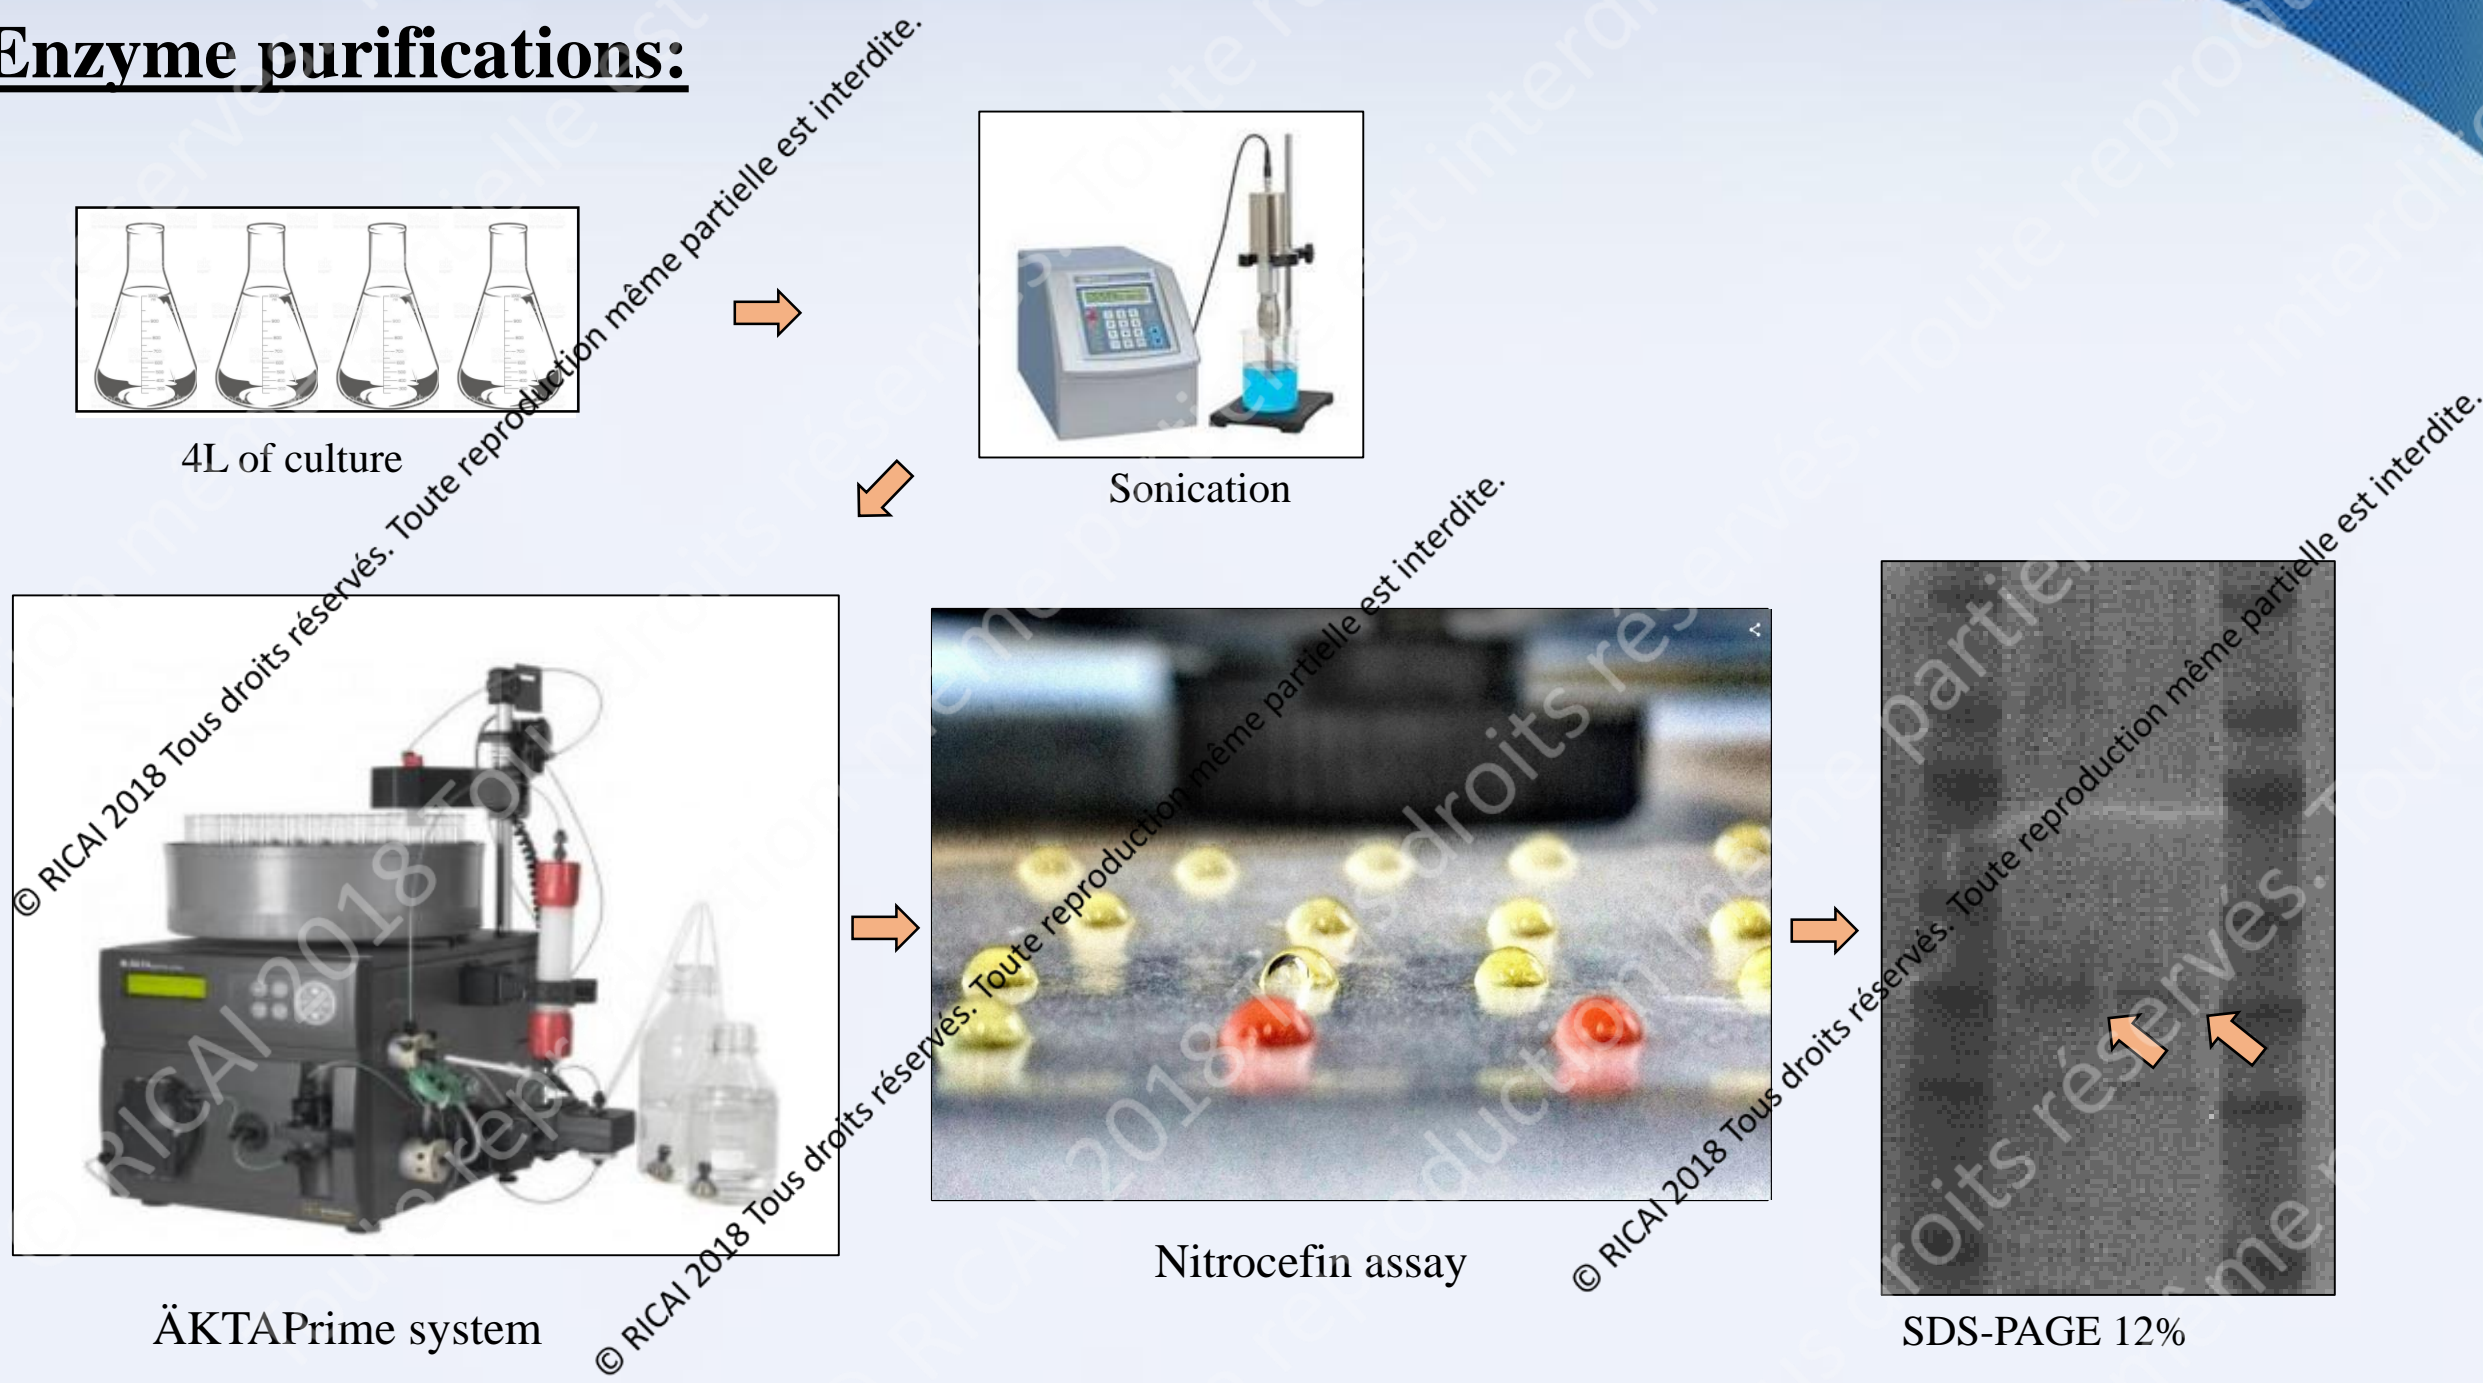 Enzyme purifications:
4L of culture
Sonication
ÄKTAPrime system
Nitrocefin assay
SDS-PAGE 12%
© RICAI 2018 Tous droits réservés. Toute reproduction même partielle est interdite.
© RICAI 2018 Tous droits réservés. Toute reproduction même partielle est interdite.
© RICAI 2018 Tous droits réservés. Toute reproduction même partielle est interdite.